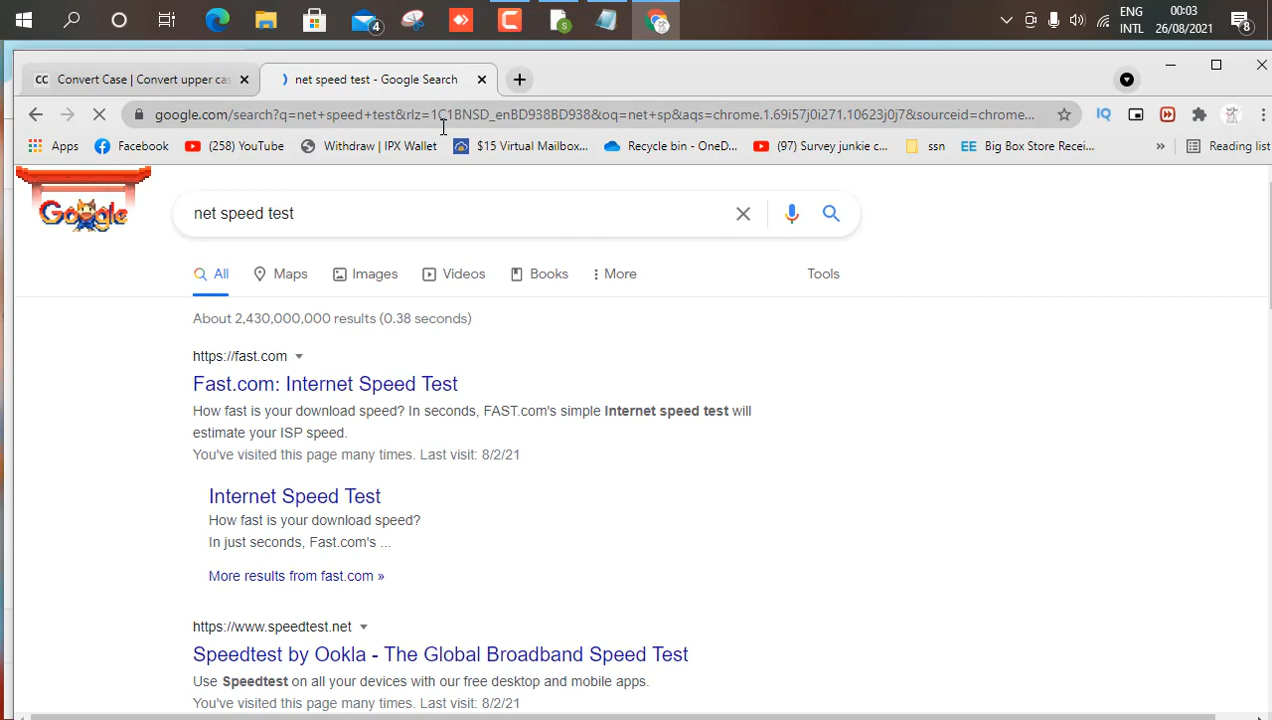 4
ENG
INTL
00:03
26/08/2021
8
CC Convert Case | Convert upper cas
net speed test - Google Search
google.com/search?q=net+speed+test&rlz=1C1BNSD_enBD938BD938&oq=net+sp&aqs=chrome.1.69i57j0i271.10623j0j7&sourceid=chrome...
Apps
Facebook
(258) YouTube
Withdraw | IPX Wallet
$15 Virtual Mailbox...
Recycle bin - OneD...
(97) Survey junkie c...
ssn
EE Big Box Store Recei...
»
Reading list
Google
net speed test
All
Maps
Images
Videos
Books
More
Tools
About 2,430,000,000 results (0.38 seconds)
https://fast.com
Fast.com: Internet Speed Test
How fast is your download speed? In seconds, FAST.com's simple Internet speed test will
estimate your ISP speed.
You've visited this page many times. Last visit: 8/2/21
Internet Speed Test
How fast is your download speed?
In just seconds, Fast.com's ...
More results from fast.com »
https://www.speedtest.net
Speedtest by Ookla - The Global Broadband Speed Test
Use Speedtest on all your devices with our free desktop and mobile apps.
You've visited this page many times. Last visit: 8/2/21